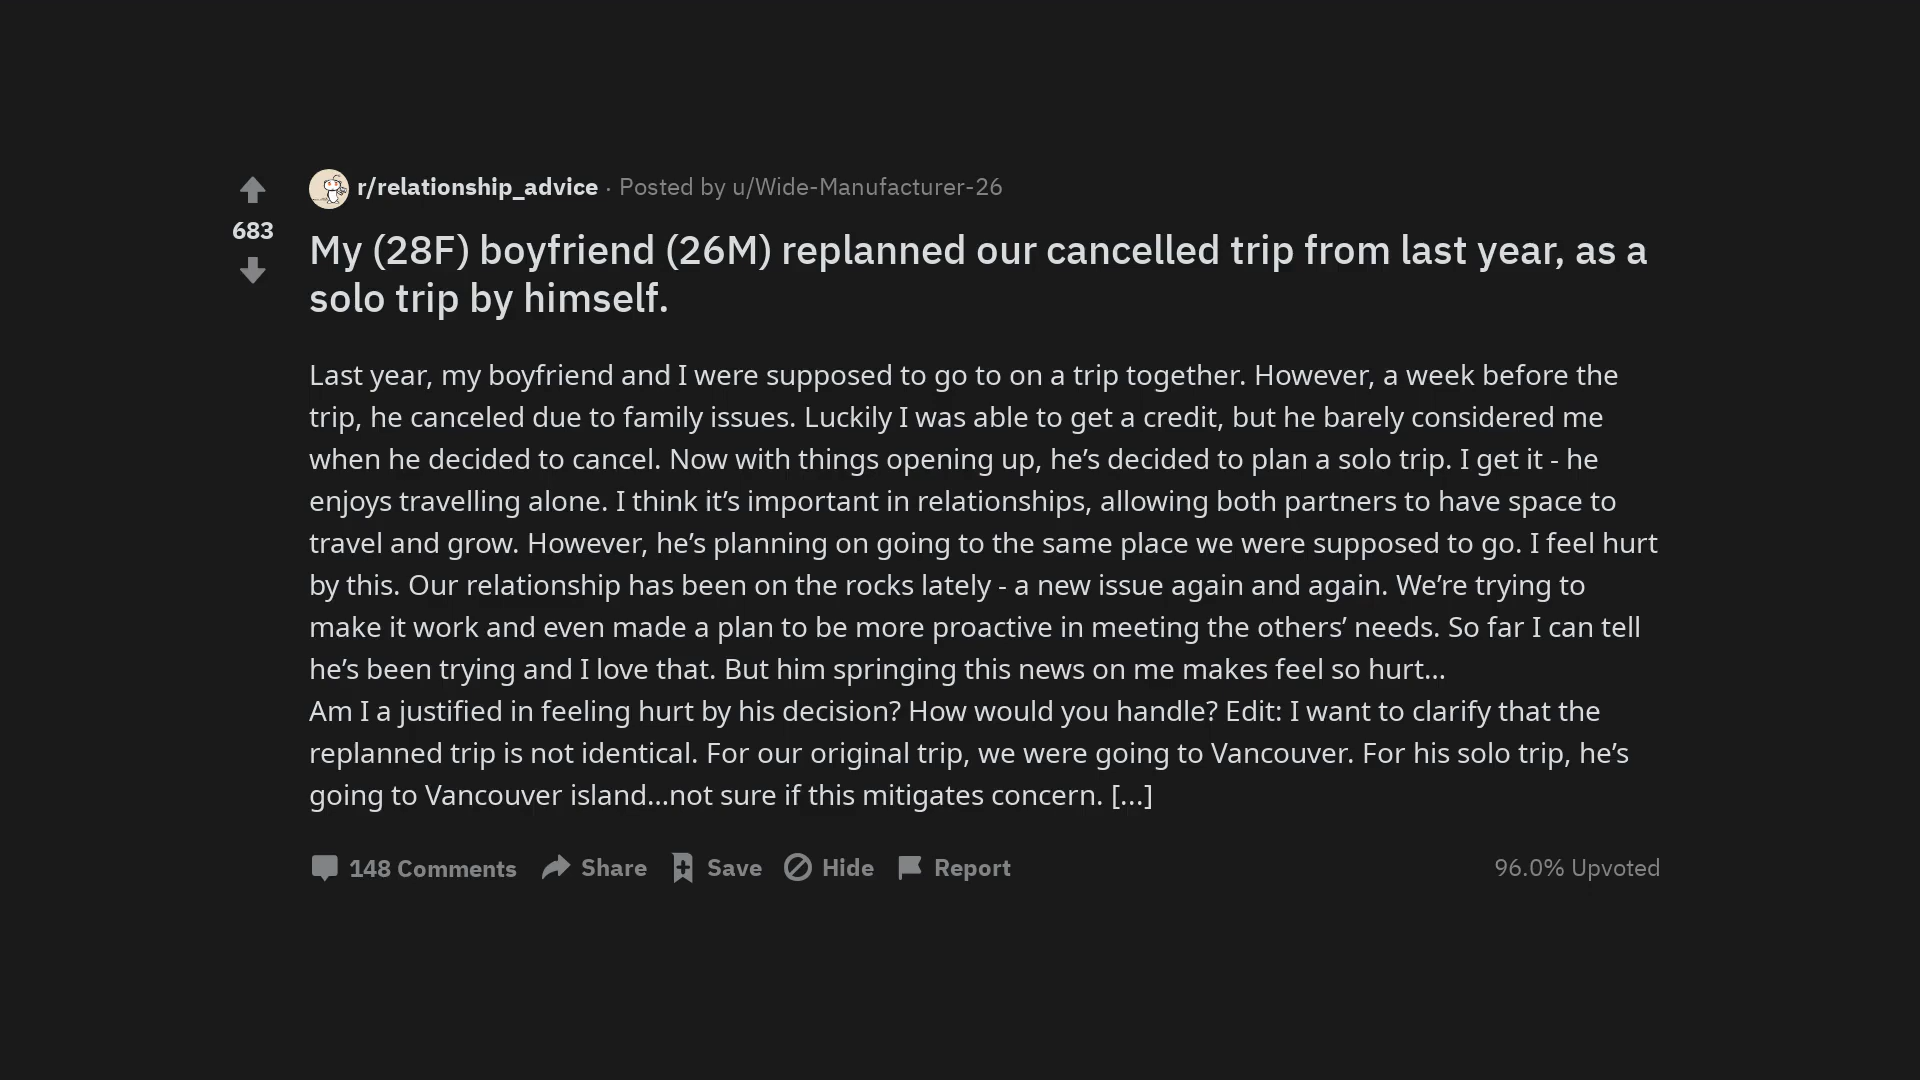 r/relationship_advice · Posted by u/Wide-Manufacturer-26
683
My (28F) boyfriend (26M) replanned our cancelled trip from last year, as a
solo trip by himself.
Last year, my boyfriend and I were supposed to go to on a trip together. However, a week before the
trip, he canceled due to family issues. Luckily I was able to get a credit, but he barely considered me
when he decided to cancel. Now with things opening up, he’s decided to plan a solo trip. I get it - he
enjoys travelling alone. I think it’s important in relationships, allowing both partners to have space to
travel and grow. However, he’s planning on going to the same place we were supposed to go. I feel hurt
by this. Our relationship has been on the rocks lately - a new issue again and again. We’re trying to
make it work and even made a plan to be more proactive in meeting the others’ needs. So far I can tell
he’s been trying and I love that. But him springing this news on me makes feel so hurt…
Am I a justified in feeling hurt by his decision? How would you handle? Edit: I want to clarify that the
replanned trip is not identical. For our original trip, we were going to Vancouver. For his solo trip, he’s
going to Vancouver island…not sure if this mitigates concern. [...]
148 Comments Share Save Hide Report 96.0% Upvoted